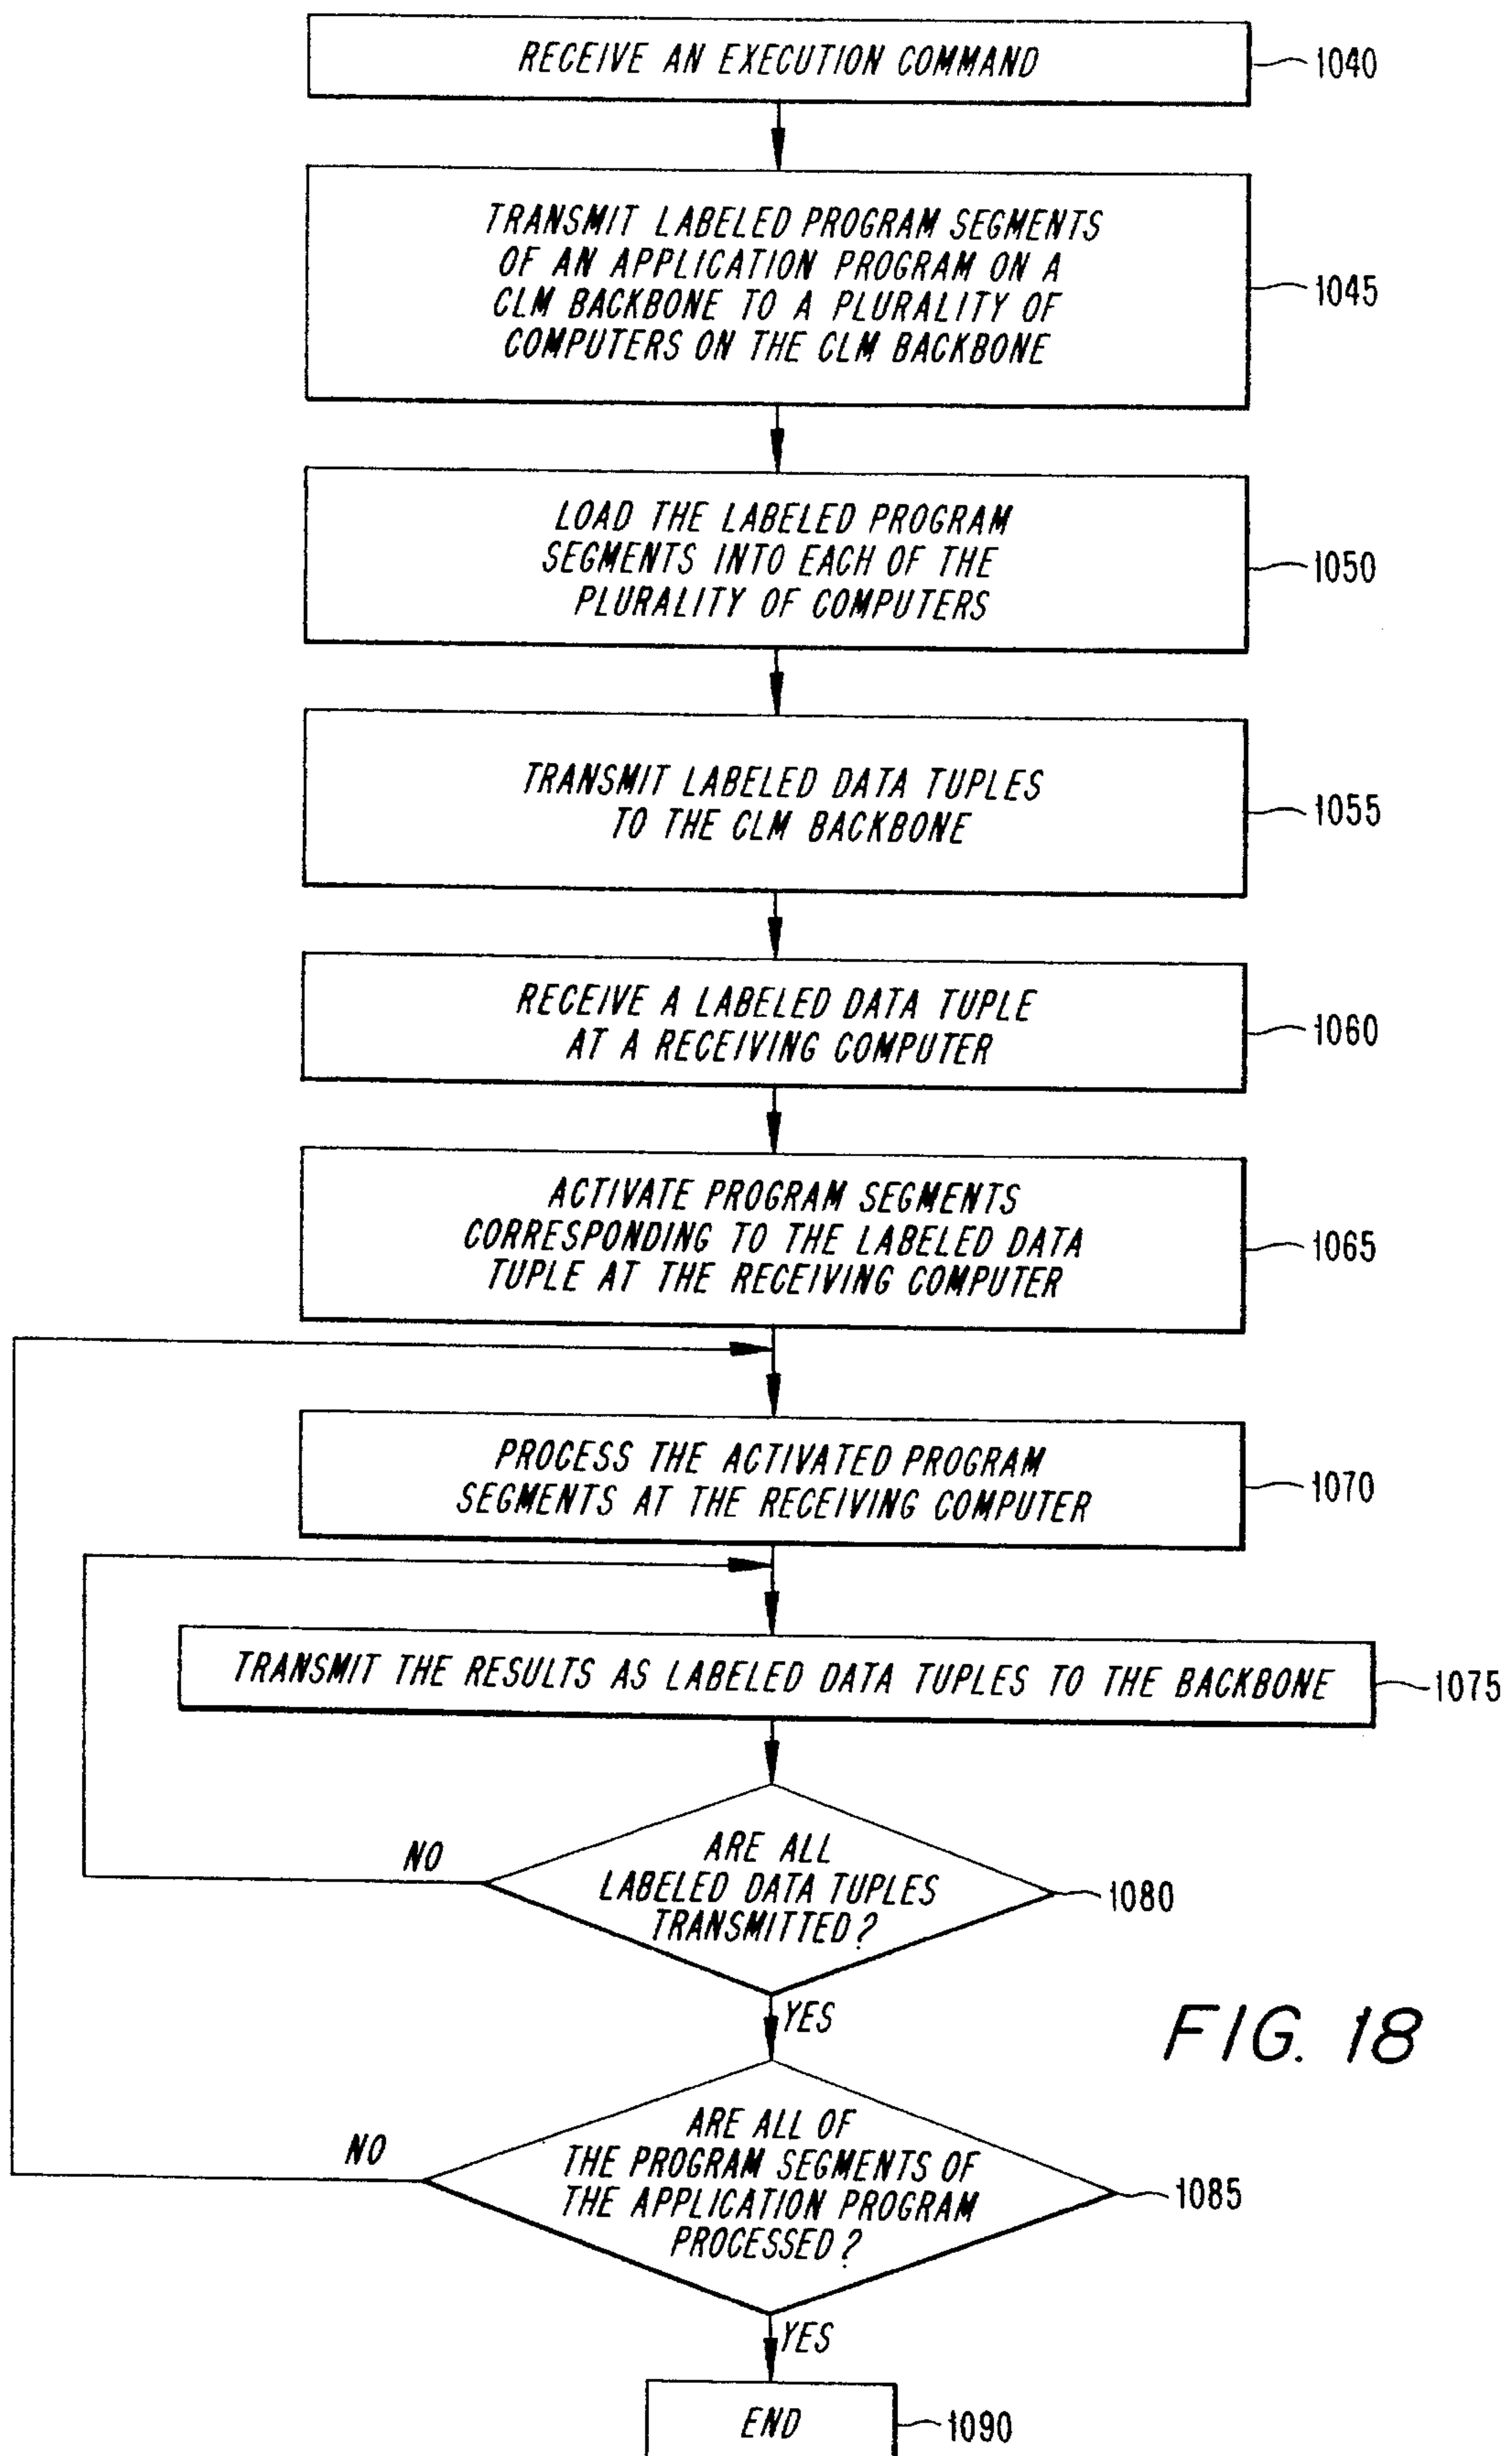 RECEIVE AN EXECUTION COMMAND
1040
TRANSMIT LABELED PROGRAM SEGMENTS
OF AN APPLICATION PROGRAM ON A
CLM BACKBONE TO A PLURALITY OF
COMPUTERS ON THE CLM BACKBONE
1045
LOAD THE LABELED PROGRAM
SEGMENTS INTO EACH OF THE
PLURALITY OF COMPUTERS
1050
TRANSMIT LABELED DATA TUPLES
TO THE CLM BACKBONE
1055
RECEIVE A LABELED DATA TUPLE
AT A RECEIVING COMPUTER
1060
ACTIVATE PROGRAM SEGMENTS
CORRESPONDING TO THE LABELED DATA
TUPLE AT THE RECEIVING COMPUTER
1065
PROCESS THE ACTIVATED PROGRAM
SEGMENTS AT THE RECEIVING COMPUTER
1070
TRANSMIT THE RESULTS AS LABELED DATA TUPLES TO THE BACKBONE
1075
NO
ARE ALL
LABELED DATA TUPLES
TRANSMITTED?
1080
YES
FIG. 18
NO
ARE ALL OF
THE PROGRAM SEGMENTS OF
THE APPLICATION PROGRAM
PROCESSED?
1085
YES
END
1090